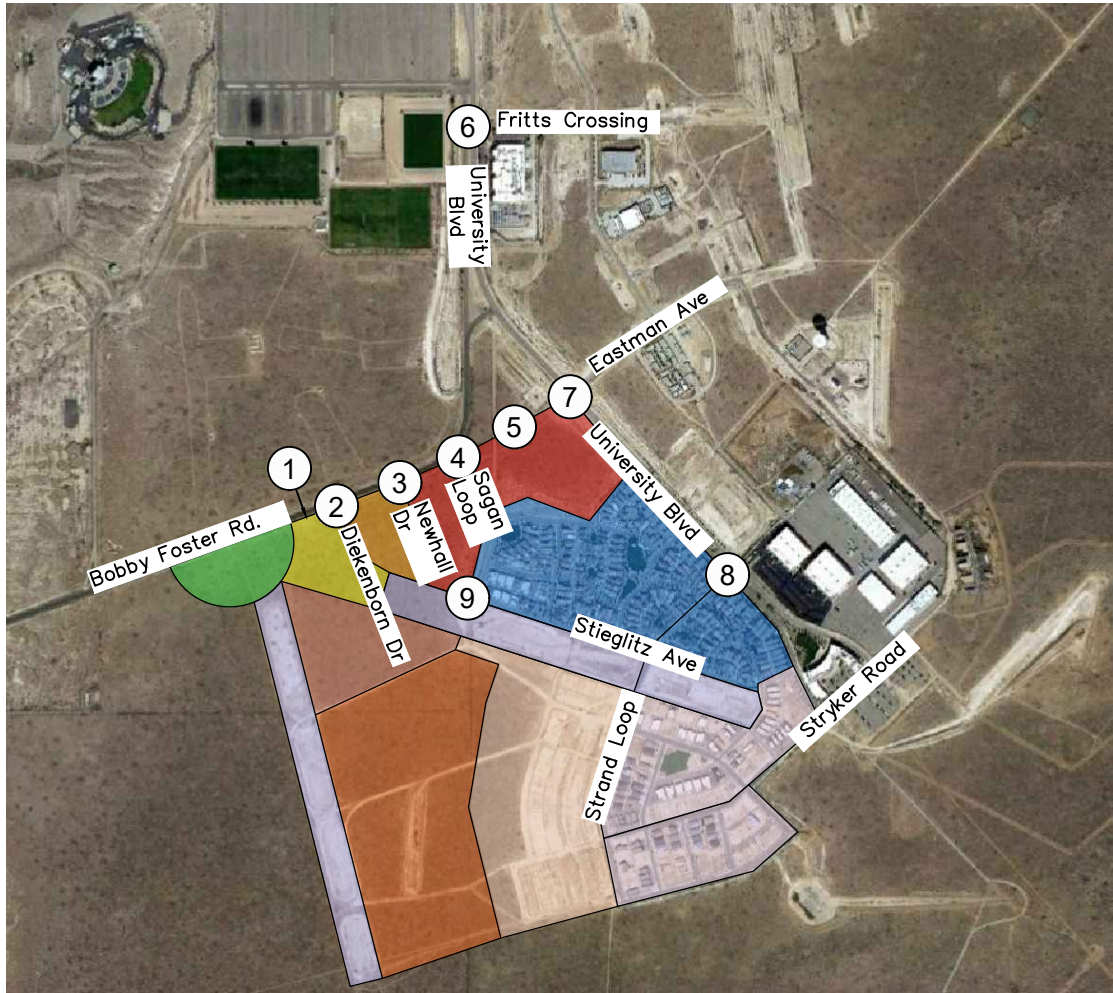 6
Fritts Crossing
University
Blvd
Eastman Ave
7
5
4
1
3
2
Sagan
Loop
University Blvd
Newhall
Dr
Bobby Foster Rd.
Diekenborn Dr
8
9
Stieglitz Ave
Stryker Road
Strand Loop